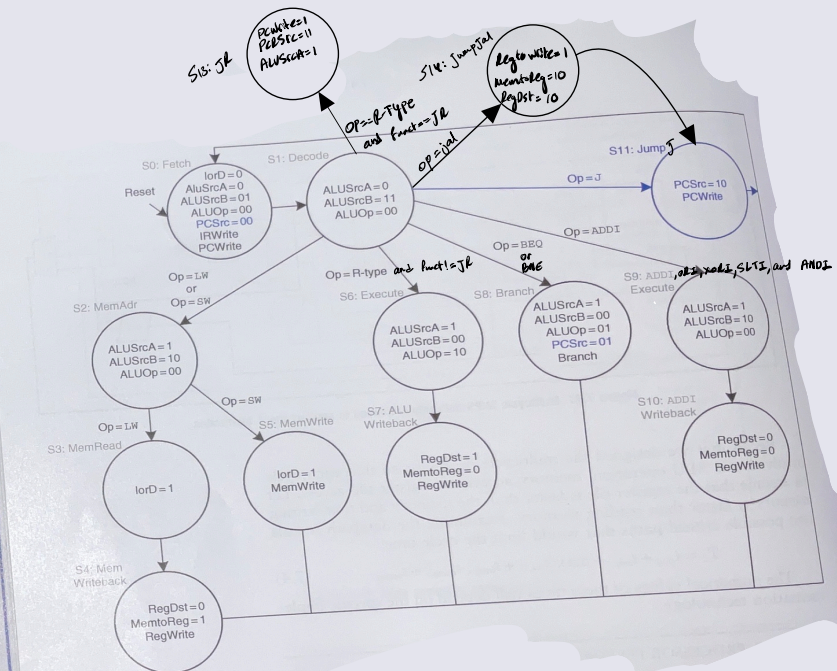 S13: JR
PCWrite=1
PCRSrc=11
ALUSrcA=1
S14: JumpJal
RegtoWrite=1
MemtoReg=10
RegDst=10
OP==R-Type
and funct==JR
OP=jal
S0: Fetch
Reset
IorD=0
AluSrcA=0
ALUSrcB=01
ALUOp=00
PCSrc=00
IRWrite
PCWrite
S1: Decode
ALUSrcA=0
ALUSrcB=11
ALUOp=00
Op=J
S11: Jump J
PCSrc=10
PCWrite
Op=ADDI
Op=BEQ
or
BNE
Op=R-type and funct!=JR
Op=LW
or
Op=SW
S2: MemAdr
ALUSrcA=1
ALUSrcB=10
ALUOp=00
S6: Execute
ALUSrcA=1
ALUSrcB=00
ALUOp=10
S8: Branch
ALUSrcA=1
ALUSrcB=00
ALUOp=01
PCSrc=01
Branch
S9: ADDI, ORI, XORI, SLTI, and ANDI
Execute
ALUSrcA=1
ALUSrcB=10
ALUOp=00
Op=LW
Op=SW
S3: MemRead
IorD=1
S5: MemWrite
IorD=1
MemWrite
S7: ALU
Writeback
RegDst=1
MemtoReg=0
RegWrite
S10: ADDI
Writeback
RegDst=0
MemtoReg=0
RegWrite
S4: Mem
Writeback
RegDst=0
MemtoReg=1
RegWrite